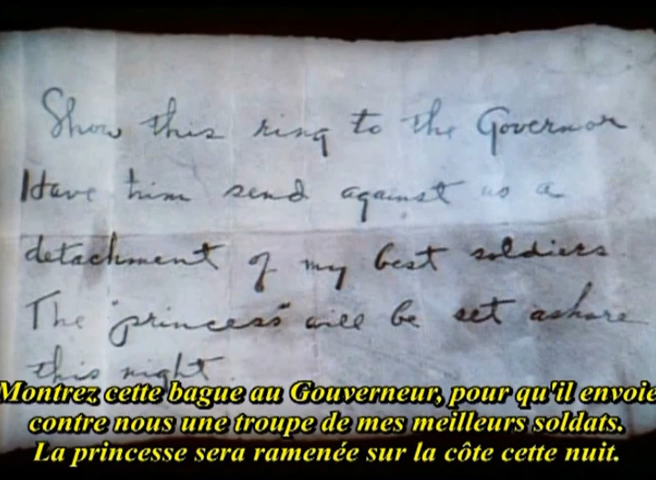 Show this ring to the Governor
Have him send against us a
detachment of my best soldiers.
The "princess" will be set ashore
this night.
Montrez cette bague au Gouverneur, pour qu'il envoie
contre nous une troupe de mes meilleurs soldats.
La princesse sera ramenée sur la côte cette nuit.